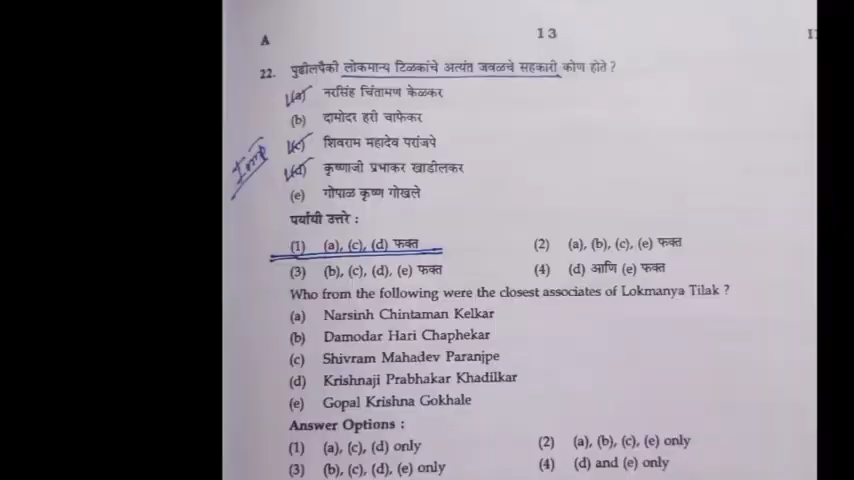 A 13
22. पुढीलपैकी लोकमान्य टिळकांचे अत्यंत जवळचे सहकारी कोण होते ?
(a) नरसिंह चिंतामण केळकर
(b) दामोदर हरी चाफेकर
(c) शिवराम महादेव परांजपे
Imp
(d) कृष्णाजी प्रभाकर खाडीलकर
(e) गोपाळ कृष्ण गोखले
पर्यायी उत्तरे :
(1) (a), (c), (d) फक्त (2) (a), (b), (c), (e) फक्त
(3) (b), (c), (d), (e) फक्त (4) (d) आणि (e) फक्त
Who from the following were the closest associates of Lokmanya Tilak ?
(a) Narsinh Chintaman Kelkar
(b) Damodar Hari Chaphekar
(c) Shivram Mahadev Paranjpe
(d) Krishnaji Prabhakar Khadilkar
(e) Gopal Krishna Gokhale
Answer Options :
(1) (a), (c), (d) only (2) (a), (b), (c), (e) only
(3) (b), (c), (d), (e) only (4) (d) and (e) only